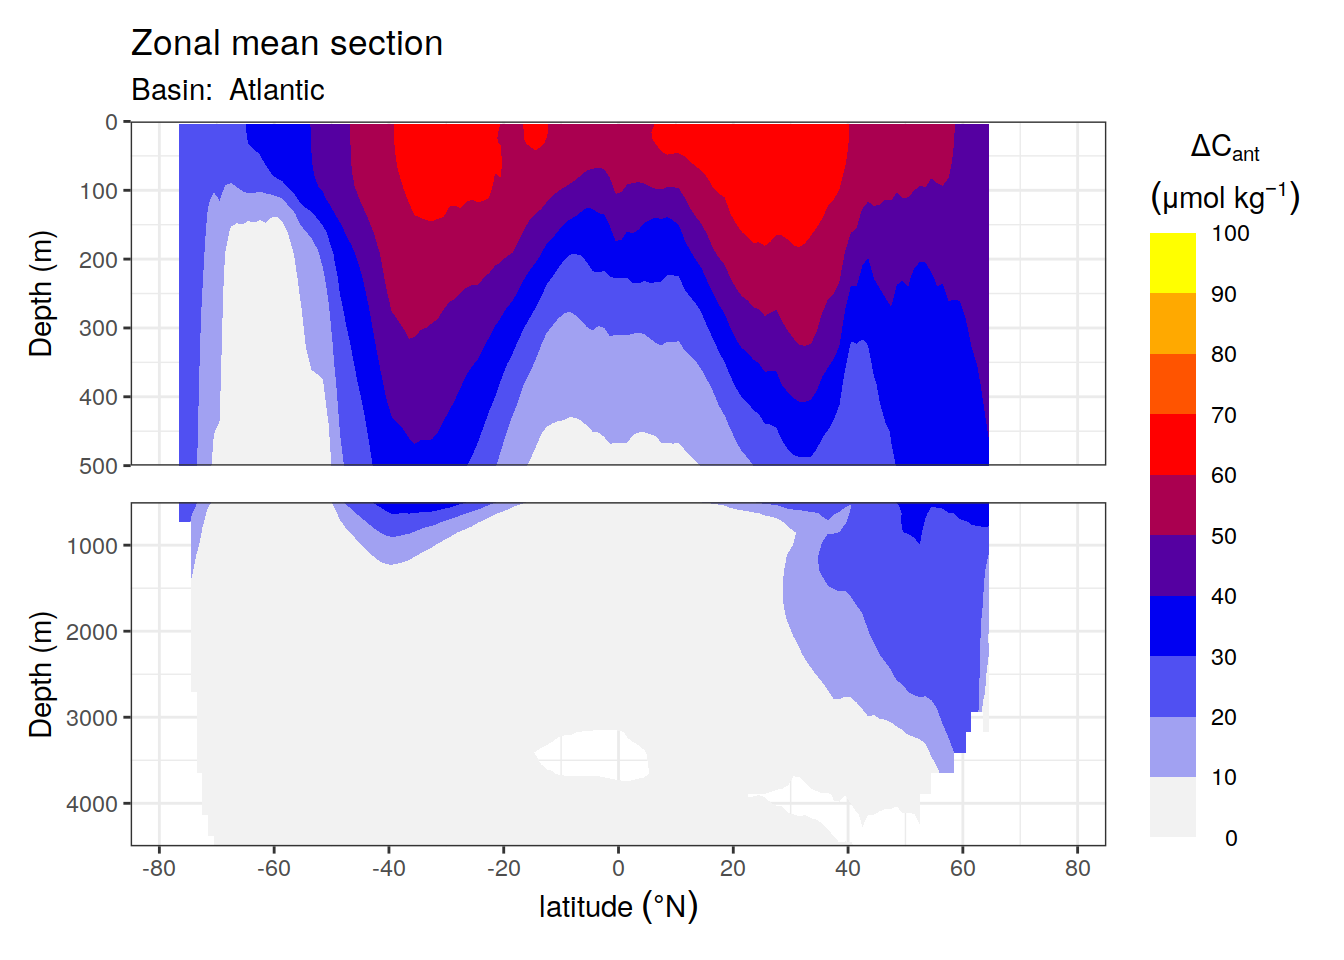 Zonal mean section
Basin:  Atlantic
0
100
200
300
400
500
Depth (m)
1000
2000
3000
4000
Depth (m)
-80 -60 -40 -20 0 20 40 60 80
latitude (°N)
ΔCant
(μmol kg⁻¹)
100
90
80
70
60
50
40
30
20
10
0